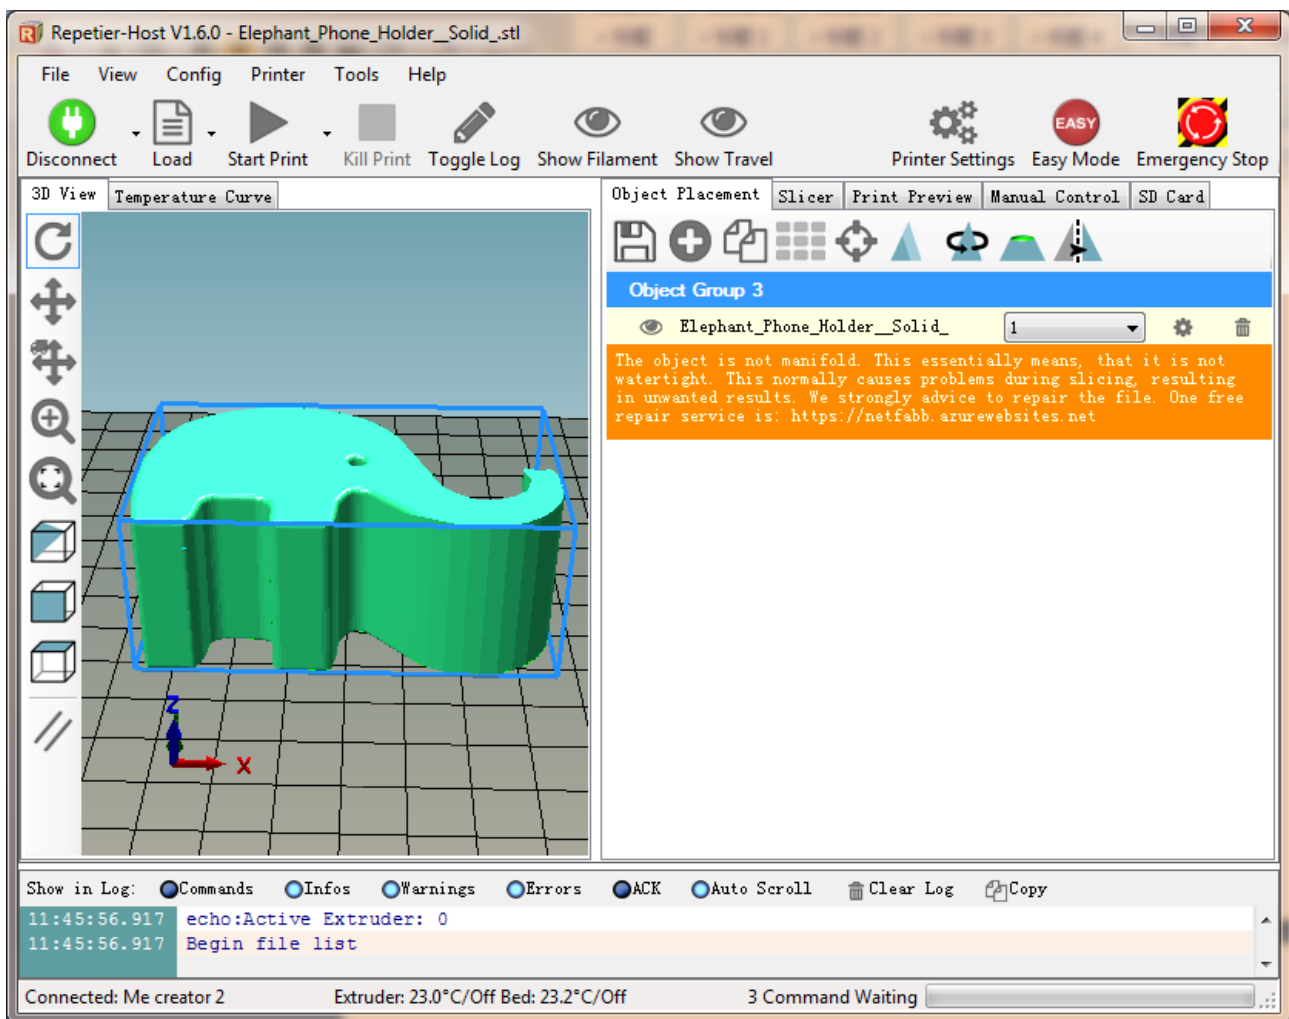 Repetier-Host V1.6.0 - Elephant_Phone_Holder__Solid_.stl
File View Config Printer Tools Help
Disconnect Load Start Print Kill Print Toggle Log Show Filament Show Travel Printer Settings EASY Easy Mode Emergency Stop
3D View Temperature Curve
Object Placement Slicer Print Preview Manual Control SD Card
Object Group 3
Elephant_Phone_Holder__Solid_ 1
The object is not manifold. This essentially means, that it is not
watertight. This normally causes problems during slicing, resulting
in unwanted results. We strongly advice to repair the file. One free
repair service is: https://netfabb.azurewebsites.net
Z
X
Show in Log: Commands Infos Warnings Errors ACK Auto Scroll Clear Log Copy
11:45:56.917 echo:Active Extruder: 0
11:45:56.917 Begin file list
Connected: Me creator 2 Extruder: 23.0°C/Off Bed: 23.2°C/Off 3 Command Waiting